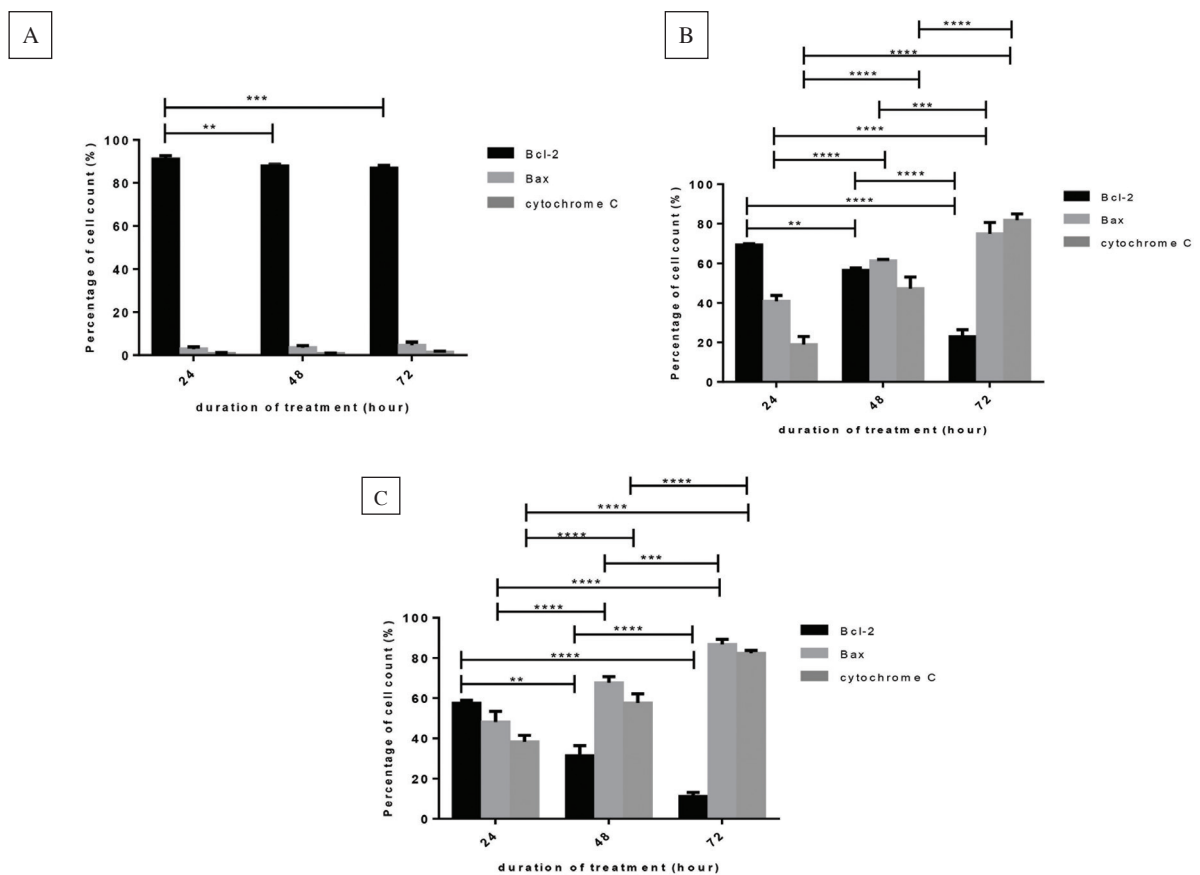 A
***
**
Percentage of cell count (%)
100
80
60
40
20
0
24
48
72
duration of treatment (hour)
Bcl-2
Bax
cytochrome C
B
****
****
****
***
****
****
****
****
**
Percentage of cell count (%)
100
80
60
40
20
0
24
48
72
duration of treatment (hour)
Bcl-2
Bax
cytochrome C
C
****
****
****
***
****
****
****
****
**
Percentage of cell count (%)
100
80
60
40
20
0
24
48
72
duration of treatment (hour)
Bcl-2
Bax
cytochrome C